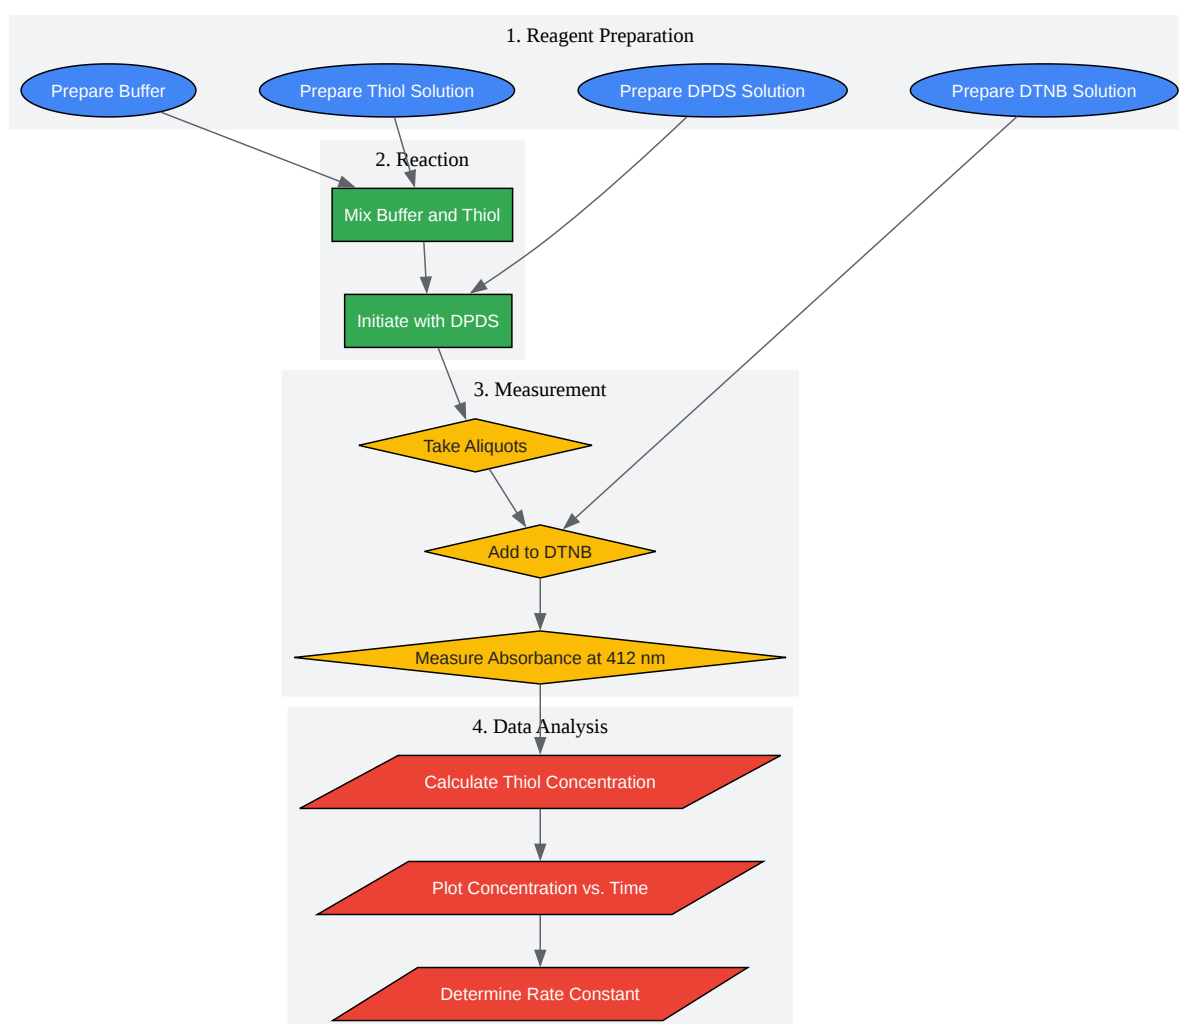 1. Reagent Preparation
Prepare Buffer
Prepare Thiol Solution
Prepare DPDS Solution
Prepare DTNB Solution
2. Reaction
Mix Buffer and Thiol
Initiate with DPDS
3. Measurement
Take Aliquots
Add to DTNB
Measure Absorbance at 412 nm
4. Data Analysis
Calculate Thiol Concentration
Plot Concentration vs. Time
Determine Rate Constant